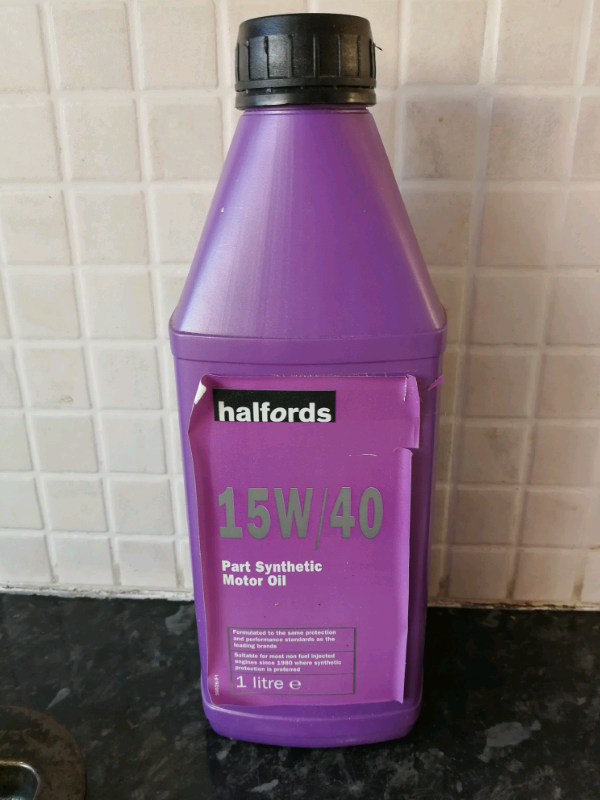 halfords
15W/40
Part Synthetic
Motor Oil
Formulated to the same protection
and performance standards as the
leading brands
Suitable for most non fuel injected
engines since 1980 where synthetic
protection is preferred
1 litre e